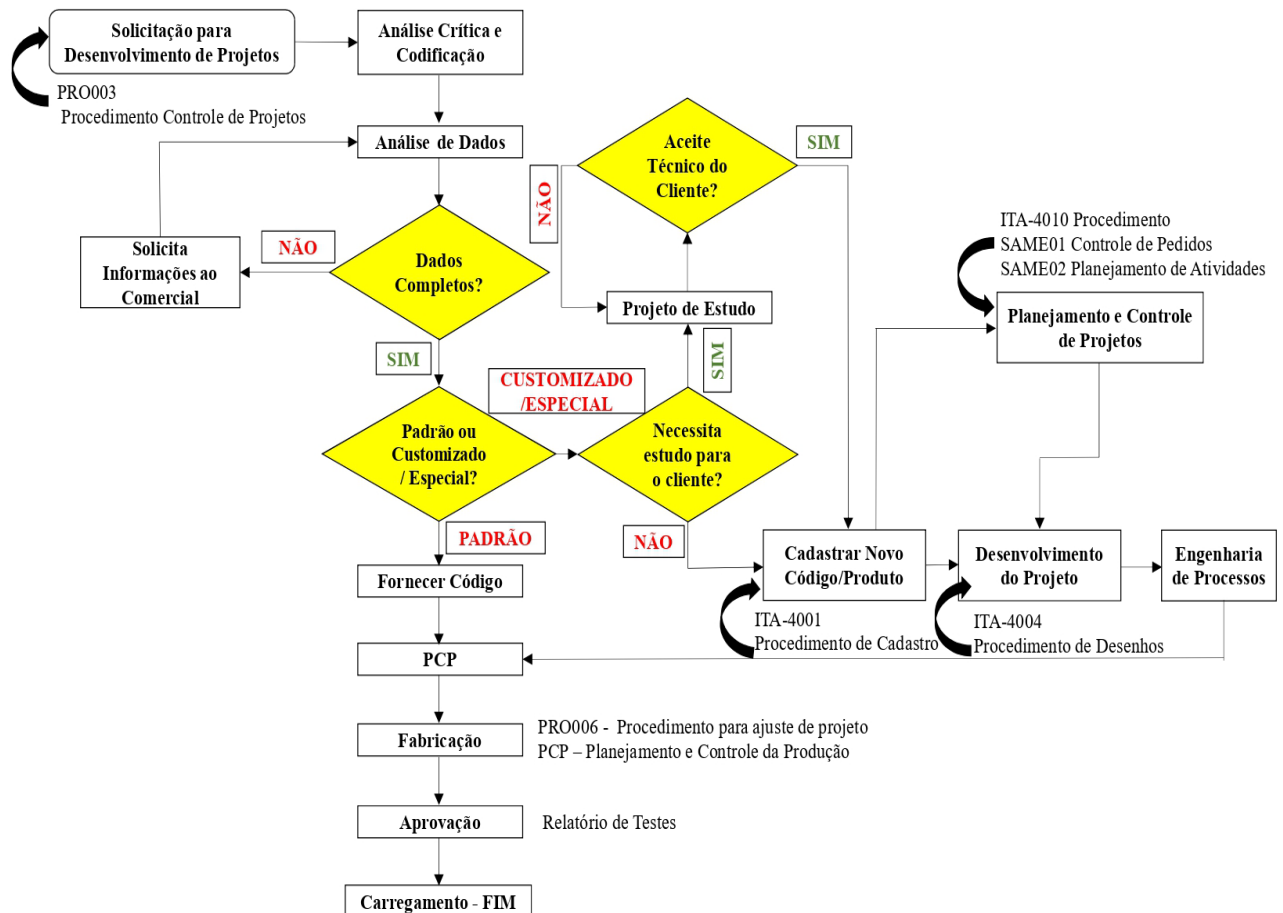 Solicitação para
Desenvolvimento de Projetos
Análise Crítica e
Codificação
PRO003
Procedimento Controle de Projetos
Análise de Dados
Aceite
Técnico do
Cliente?
SIM
NÃO
Solicita
Informações ao
Comercial
NÃO
Dados
Completos?
Projeto de Estudo
ITA-4010 Procedimento
SAME01 Controle de Pedidos
SAME02 Planejamento de Atividades
Planejamento e Controle
de Projetos
SIM
CUSTOMIZADO
/ESPECIAL
SIM
Padrão ou
Customizado
/ Especial?
Necessita
estudo para
o cliente?
PADRÃO
NÃO
Cadastrar Novo
Código/Produto
Desenvolvimento
do Projeto
Engenharia
de Processos
Fornecer Código
ITA-4001
Procedimento de Cadastro
ITA-4004
Procedimento de Desenhos
PCP
Fabricação
PRO006 - Procedimento para ajuste de projeto
PCP – Planejamento e Controle da Produção
Aprovação
Relatório de Testes
Carregamento - FIM